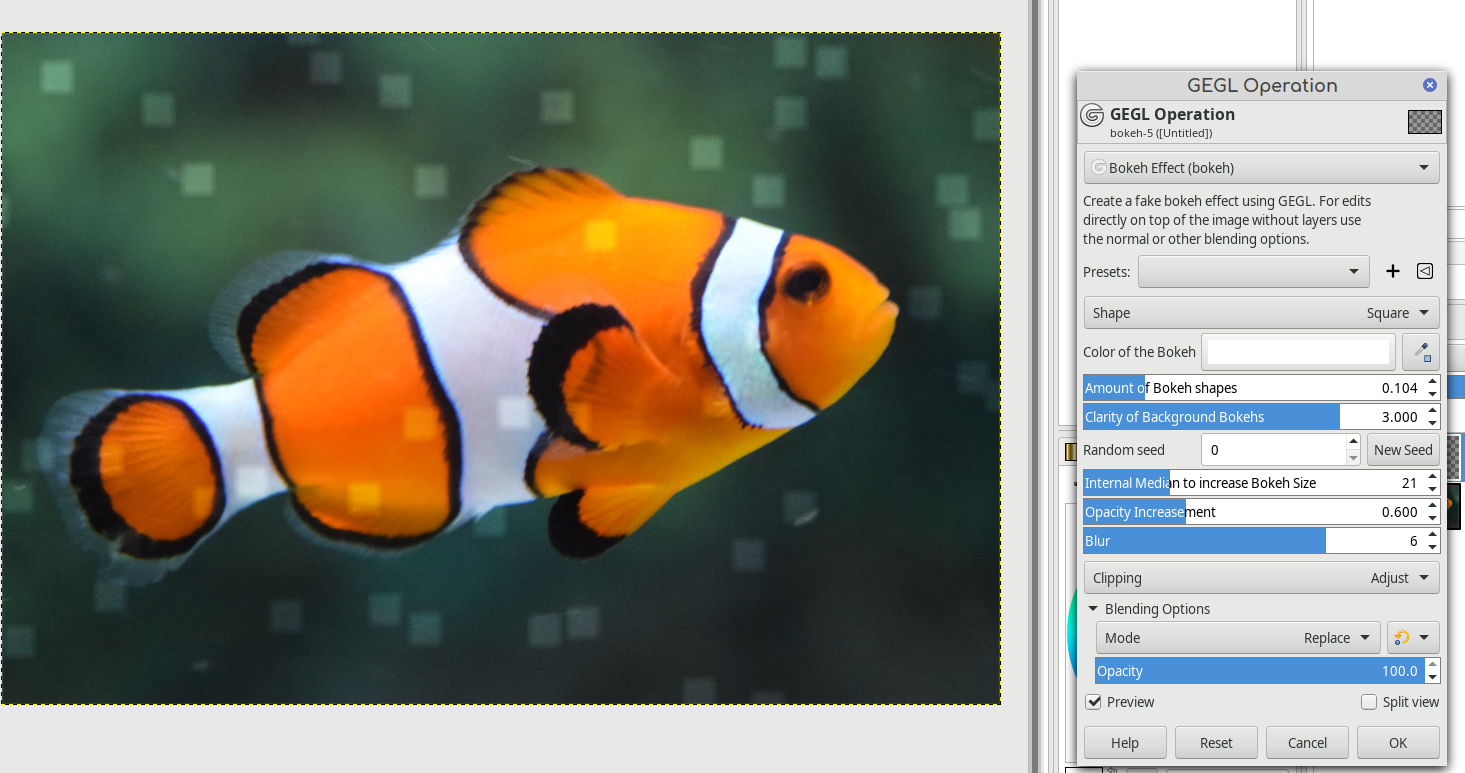 GEGL Operation
GEGL Operation
bokeh-5 ([Untitled])
Bokeh Effect (bokeh)
Create a fake bokeh effect using GEGL. For edits
directly on top of the image without layers use
the normal or other blending options.
Presets:
Shape Square
Color of the Bokeh
Amount of Bokeh shapes 0.104
Clarity of Background Bokehs 3.000
Random seed 0 New Seed
Internal Median to increase Bokeh Size 21
Opacity Increasement 0.600
Blur 6
Clipping Adjust
Blending Options
Mode Replace
Opacity 100.0
Preview Split view
Help Reset Cancel OK